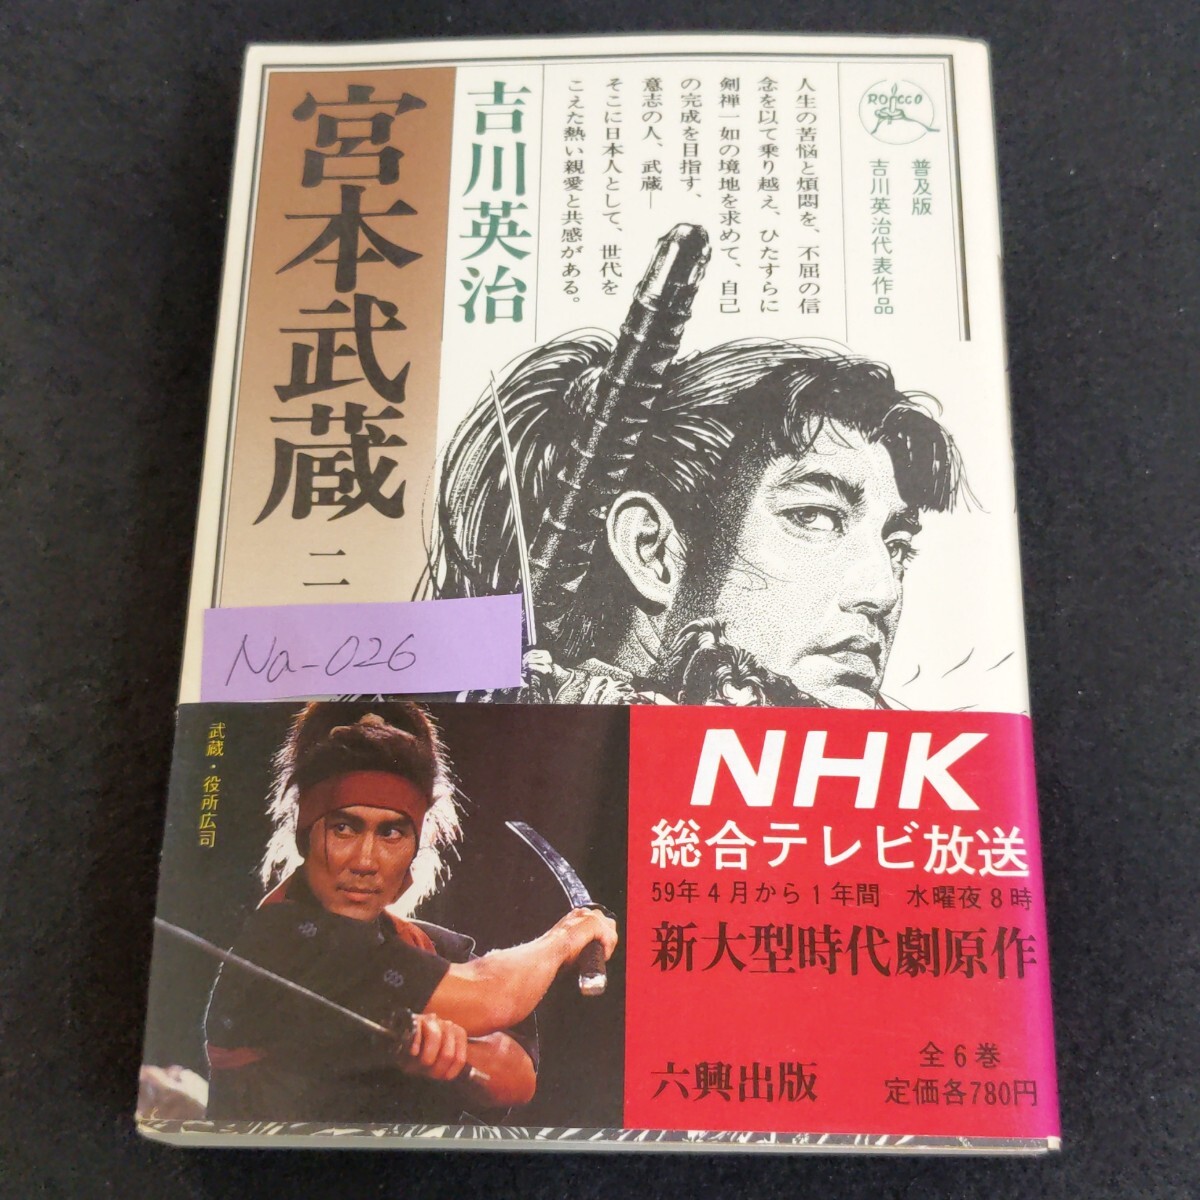 ROCCO
普及版
吉川英治代表作品
人生の苦悩と煩悶を、不屈の信
念を以て乗り越え、ひたすらに
剣禅一如の境地を求めて、自己
の完成を目指す、
意志の人、武蔵―
そこに日本人として、世代を
こえた熱い親愛と共感がある。
吉川英治
宮本武蔵
二
Na-026
武蔵・役所広司
NHK
総合テレビ放送
59年4月から1年間 水曜夜8時
新大型時代劇原作
六興出版
全6巻
定価各780円